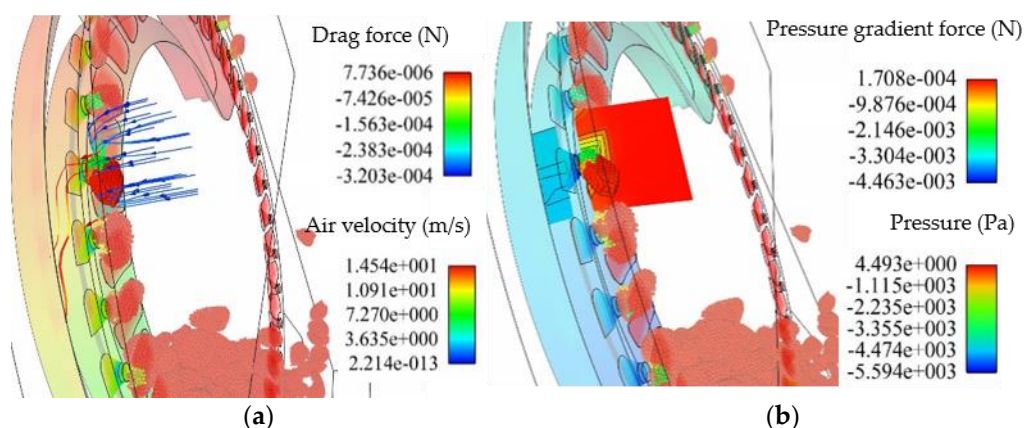 Drag force (N)
7.736e-006
-7.426e-005
-1.563e-004
-2.383e-004
-3.203e-004
Air velocity (m/s)
1.454e+001
1.091e+001
7.270e+000
3.635e+000
2.214e-013
a
(a)
b
Pressure gradient force (N)
1.708e-004
-9.876e-004
-2.146e-003
-3.304e-003
-4.463e-003
Pressure (Pa)
4.493e+000
-1.115e+003
-2.235e+003
-3.355e+003
-4.474e+003
-5.594e+003
(b)